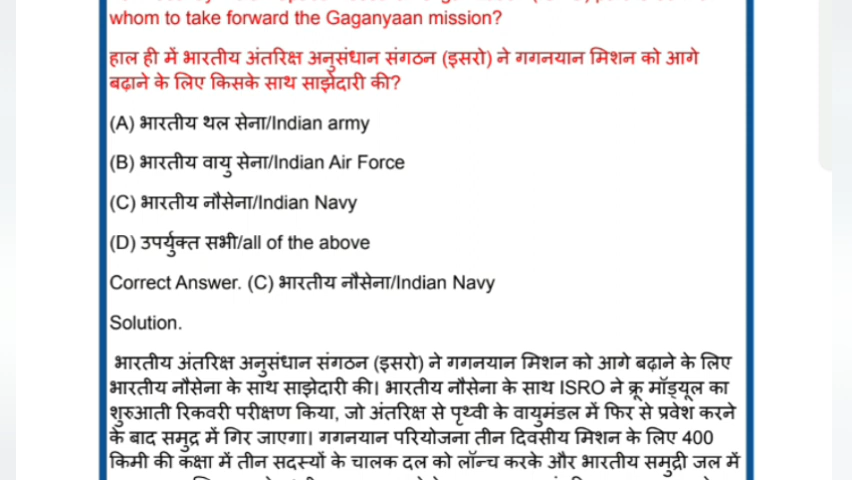 whom to take forward the Gaganyaan mission?
हाल ही में भारतीय अंतरिक्ष अनुसंधान संगठन (इसरो) ने गगनयान मिशन को आगे
बढ़ाने के लिए किसके साथ साझेदारी की?
(A) भारतीय थल सेना/Indian army
(B) भारतीय वायु सेना/Indian Air Force
(C) भारतीय नौसेना/Indian Navy
(D) उपर्युक्त सभी/all of the above
Correct Answer. (C) भारतीय नौसेना/Indian Navy
Solution.
भारतीय अंतरिक्ष अनुसंधान संगठन (इसरो) ने गगनयान मिशन को आगे बढ़ाने के लिए
भारतीय नौसेना के साथ साझेदारी की। भारतीय नौसेना के साथ ISRO ने क्रू मॉड्यूल का
शुरुआती रिकवरी परीक्षण किया, जो अंतरिक्ष से पृथ्वी के वायुमंडल में फिर से प्रवेश करने
के बाद समुद्र में गिर जाएगा। गगनयान परियोजना तीन दिवसीय मिशन के लिए 400
किमी की कक्षा में तीन सदस्यों के चालक दल को लॉन्च करके और भारतीय समुद्री जल में